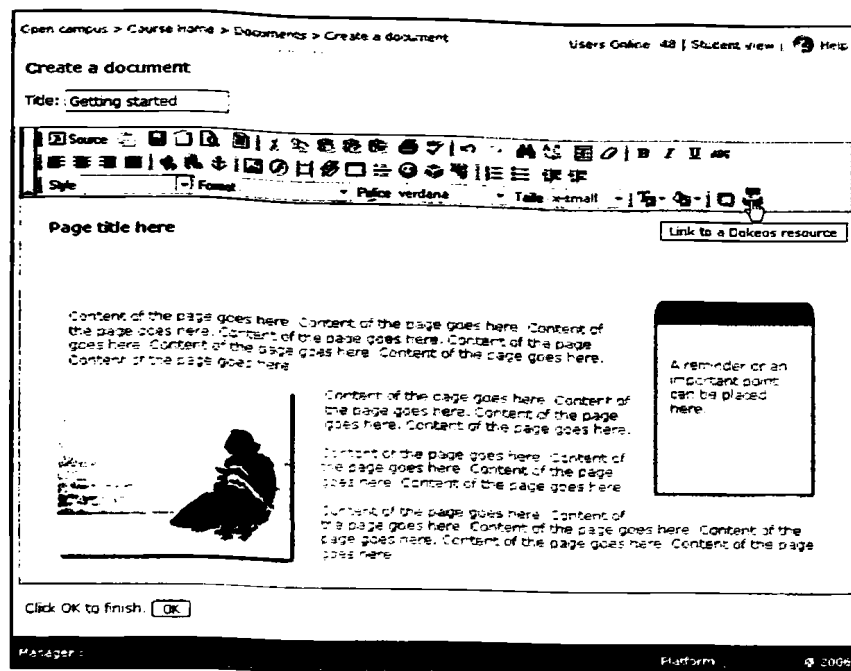 Open campus > Course Home > Documents > Create a document
Users Online: 48 | Student view | Help
Create a document
Title: Getting started
Source
B I U ABC
Style Format Police verdana Taille x-small
Page title here
Link to a Dokeos resource
Content of the page goes here. Content of the page goes here. Content of
the page goes here. Content of the page goes here. Content of the page
goes here. Content of the page goes here. Content of the page goes here.
Content of the page goes here
A reminder or an
important point
can be placed
here.
Content of the page goes here. Content of
the page goes here. Content of the page
goes here. Content of the page goes here.
Content of the page goes here. Content of
the page goes here. Content of the page
goes here. Content of the page goes here
Content of the page goes here. Content of
the page goes here. Content of the page goes here. Content of the
page goes here. Content of the page goes here. Content of the page
goes here
Click OK to finish. OK
Manager :
Platform © 2006